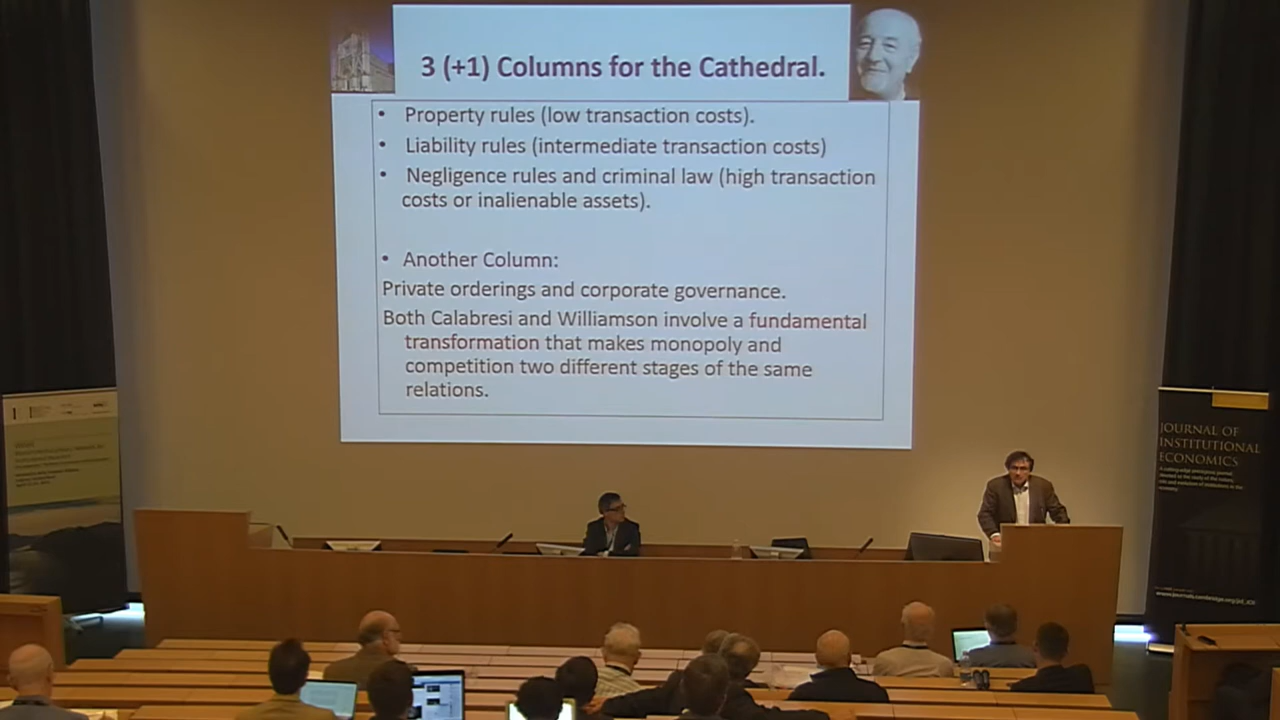 3 (+1) Columns for the Cathedral.
• Property rules (low transaction costs).
• Liability rules (intermediate transaction costs)
• Negligence rules and criminal law (high transaction
costs or inalienable assets).
• Another Column:
Private orderings and corporate governance.
Both Calabresi and Williamson involve a fundamental
transformation that makes monopoly and
competition two different stages of the same
relations.
JOURNAL OF
INSTITUTIONAL
ECONOMICS